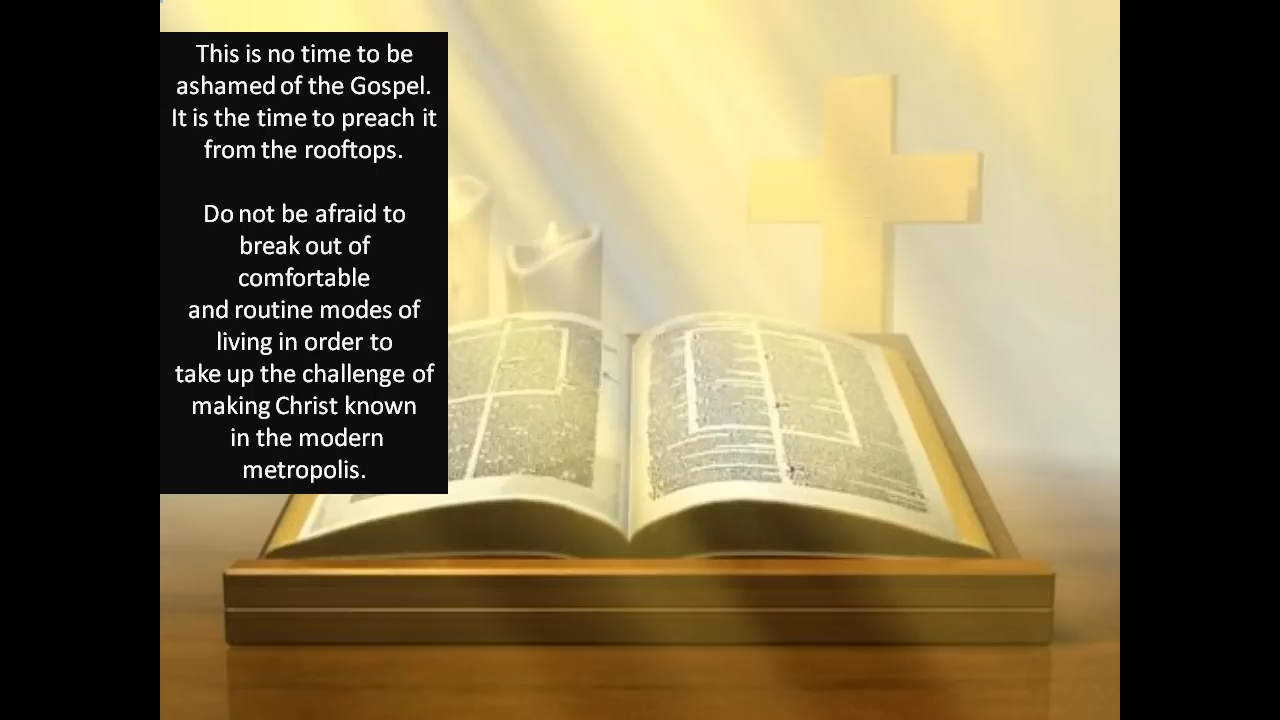 This is no time to be
ashamed of the Gospel.
It is the time to preach it
from the rooftops.
Do not be afraid to
break out of
comfortable
and routine modes of
living in order to
take up the challenge of
making Christ known
in the modern
metropolis.